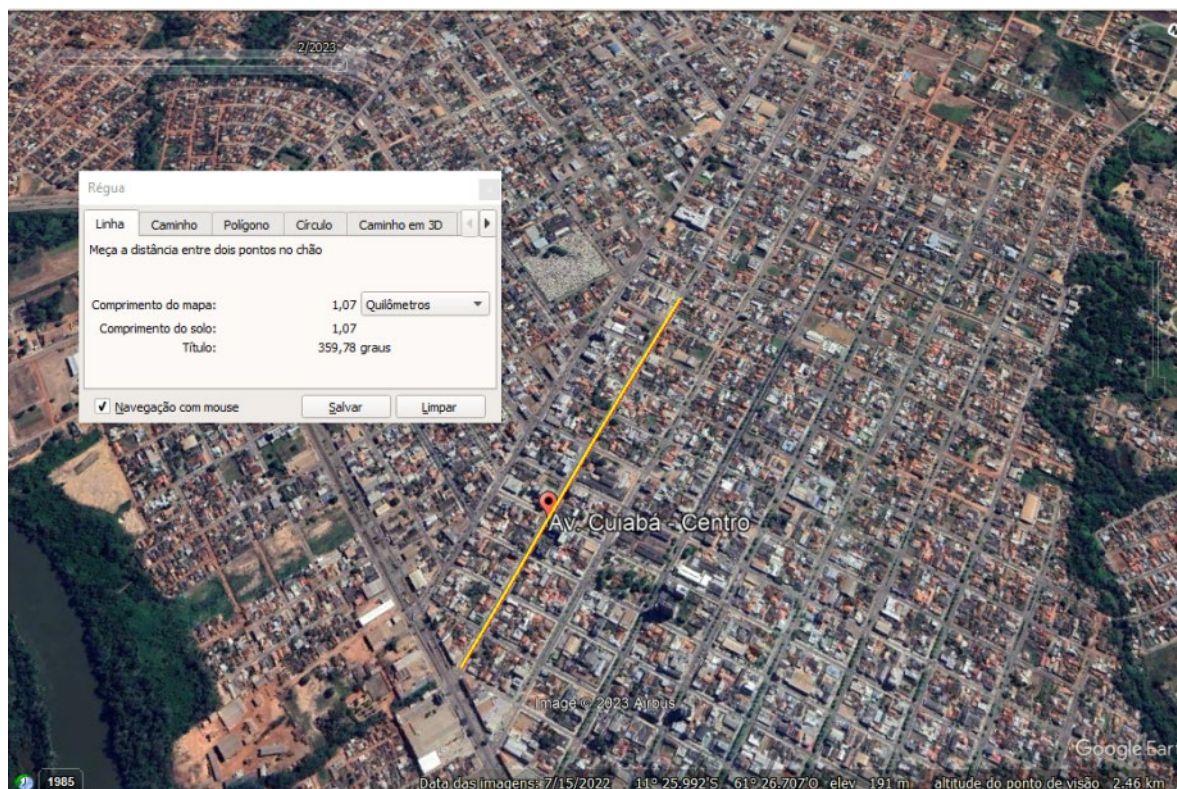 2/2023
N
Régua
Linha Caminho Polígono Círculo Caminho em 3D
Meça a distância entre dois pontos no chão
Comprimento do mapa: 1,07 Quilômetros
Comprimento do solo: 1,07
Título: 359,78 graus
Navegação com mouse Salvar Limpar
Av. Cuiabá - Centro
Image © 2023 Airbus
Google Eart
1985 Data das imagens: 7/15/2022 11° 25.992'S 61° 26.707'O elev 191 m altitude do ponto de visão 2.46 km